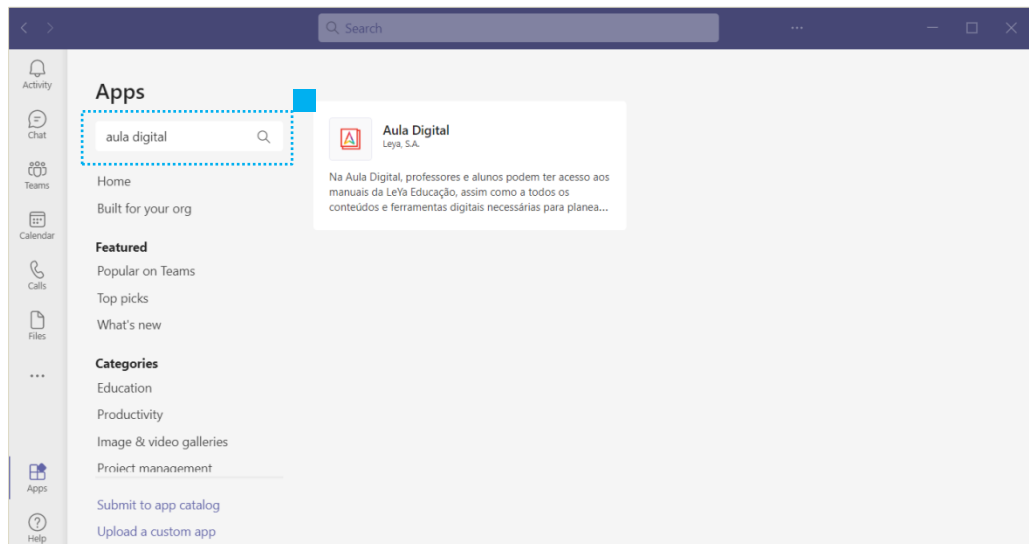 Search
Activity
Chat
Teams
Calendar
Calls
Files
Apps
Help
Apps
aula digital
Home
Built for your org
Featured
Popular on Teams
Top picks
What's new
Categories
Education
Productivity
Image & video galleries
Project management
Submit to app catalog
Upload a custom app
Aula Digital
Leya, S.A.
Na Aula Digital, professores e alunos podem ter acesso aos
manuais da LeYa Educação, assim como a todos os
conteúdos e ferramentas digitais necessárias para planea...